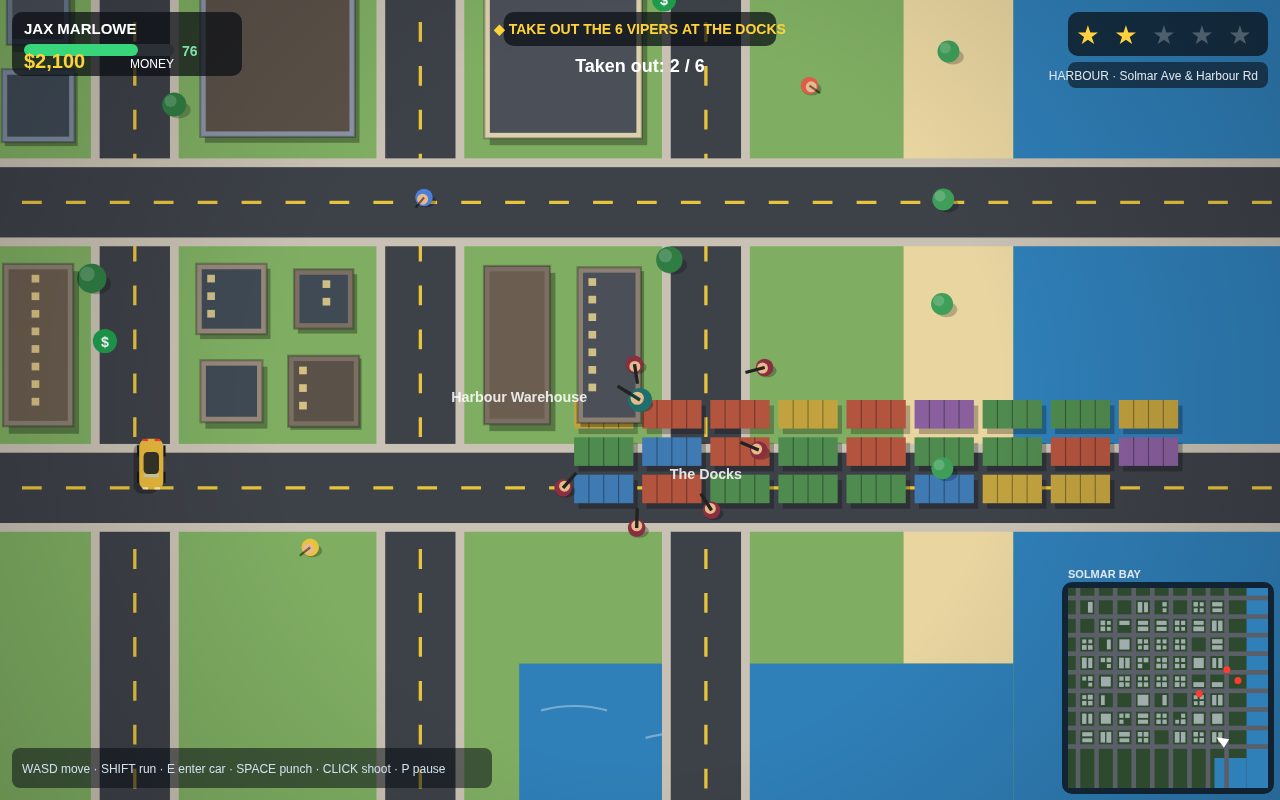 JAX MARLOWE
76
$2,100
MONEY
◆ TAKE OUT THE 6 VIPERS AT THE DOCKS
Taken out: 2 / 6
$
★ ★ ★ ★ ★
HARBOUR · Solmar Ave & Harbour Rd
$
Harbour Warehouse
The Docks
SOLMAR BAY
WASD move · SHIFT run · E enter car · SPACE punch · CLICK shoot · P pause